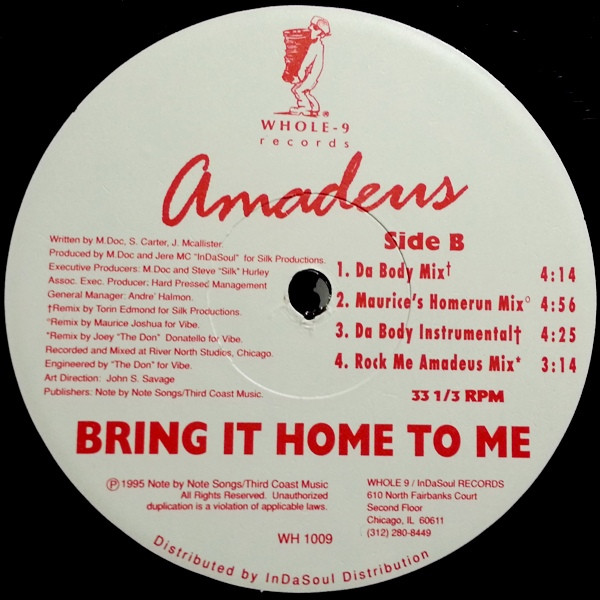 WHOLE-9
records
Amadeus
Written by M.Doc, S. Carter, J. Mcallister.
Produced by M.Doc and Jere MC "InDaSoul" for Silk Productions.
Executive Producers: M.Doc and Steve "Silk" Hurley
Assoc. Exec. Producer: Hard Pressed Management
General Manager: Andre' Halmon.
†Remix by Torin Edmond for Silk Productions.
°Remix by Maurice Joshua for Vibe.
*Remix by Joey "The Don" Donatello for Vibe.
Recorded and Mixed at River North Studios, Chicago.
Engineered by "The Don" for Vibe.
Art Direction: John S. Savage
Publishers: Note by Note Songs/Third Coast Music.
Side B
1. Da Body Mix† 4:14
2. Maurice's Homerun Mix° 4:56
3. Da Body Instrumental† 4:25
4. Rock Me Amadeus Mix* 3:14
33 1/3 RPM
BRING IT HOME TO ME
Ⓟ 1995 Note by Note Songs/Third Coast Music
All Rights Reserved. Unauthorized
duplication is a violation of applicable laws.
WH 1009
WHOLE 9 / InDaSoul RECORDS
610 North Fairbanks Court
Second Floor
Chicago, IL 60611
(312) 280-8449
Distributed by InDaSoul Distribution